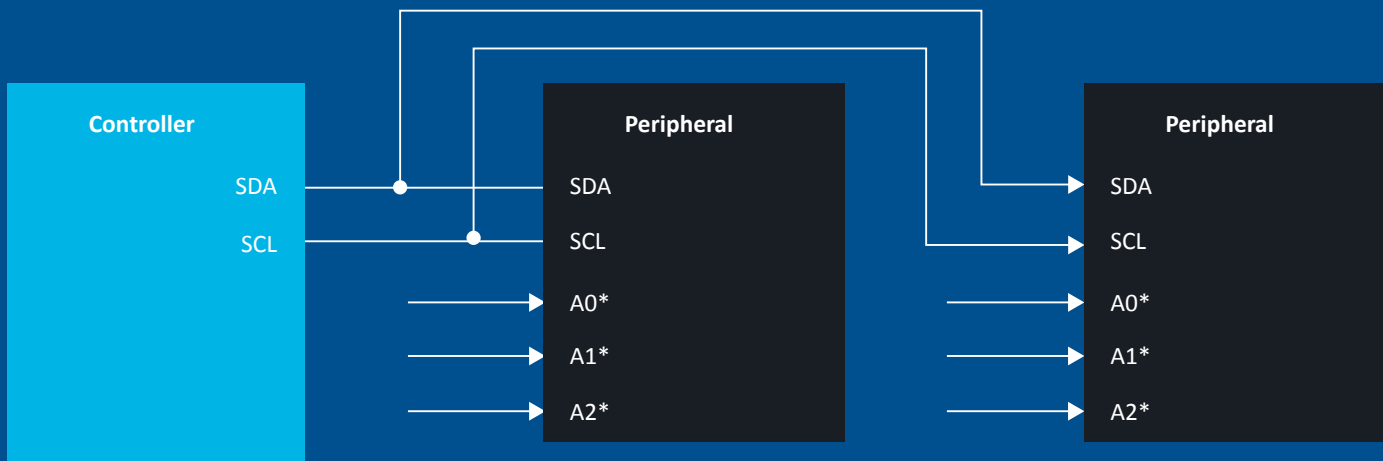 Controller
SDA
SCL
Peripheral
SDA
SCL
A0*
A1*
A2*
Peripheral
SDA
SCL
A0*
A1*
A2*